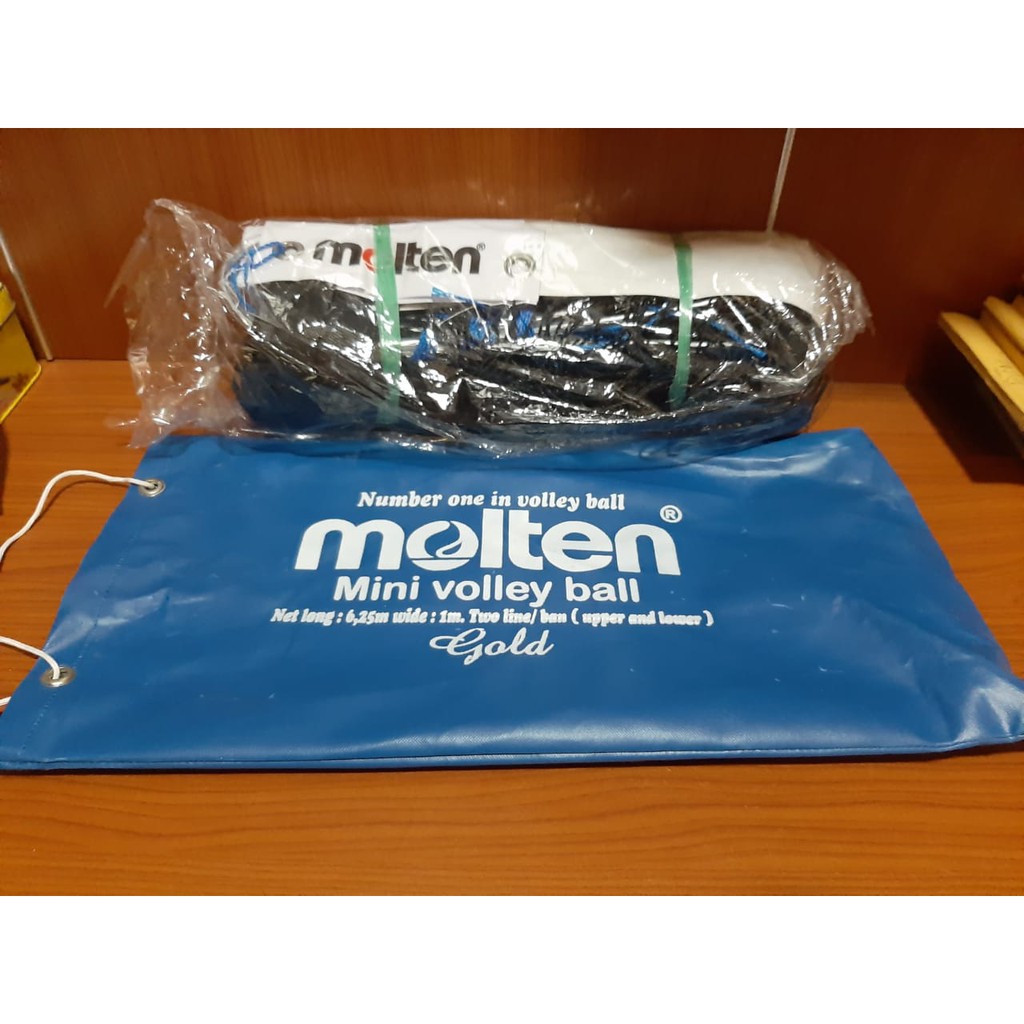 molten®
Number one in volley ball
molten®
Mini volley ball
Net long : 6,25m wide : 1m. Two line/ ban ( upper and lower )
Gold